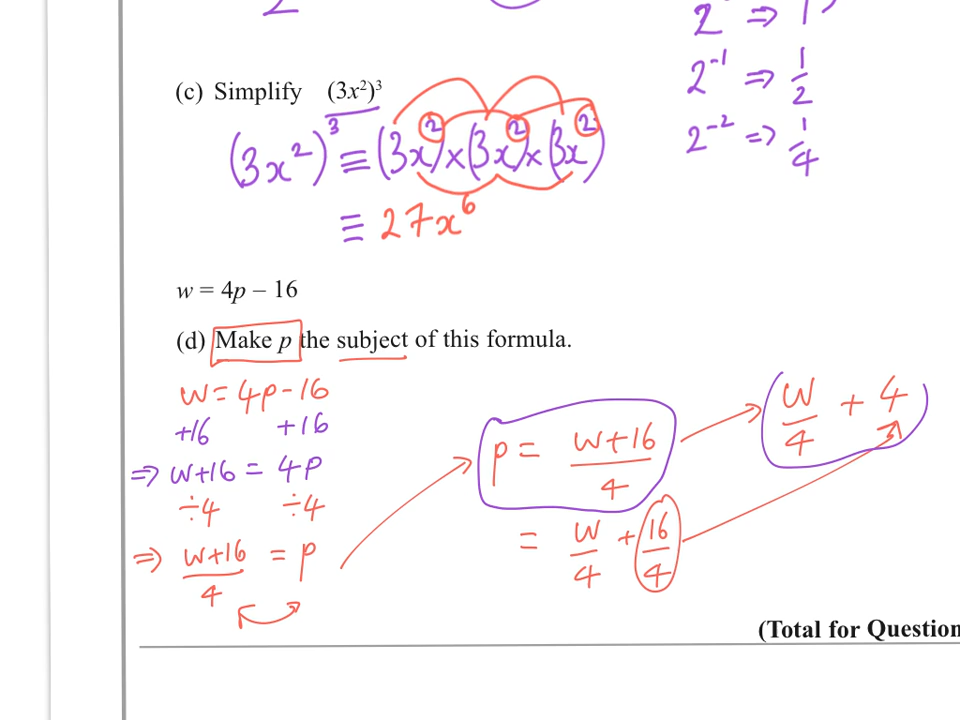 2 ⇒ 1
2⁻¹ ⇒ 1/2
2⁻² ⇒ 1/4
(c) Simplify (3x²)³
(3x²)³ ≡ (3x²)×(3x²)×(3x²)
≡ 27x⁶
w = 4p – 16
(d) Make p the subject of this formula.
w = 4p - 16
+16 +16
⇒ w+16 = 4p
÷4 ÷4
⇒ w+16/4 = p
p = w+16/4
= w/4 + 16/4
w/4 + 4
(Total for Question